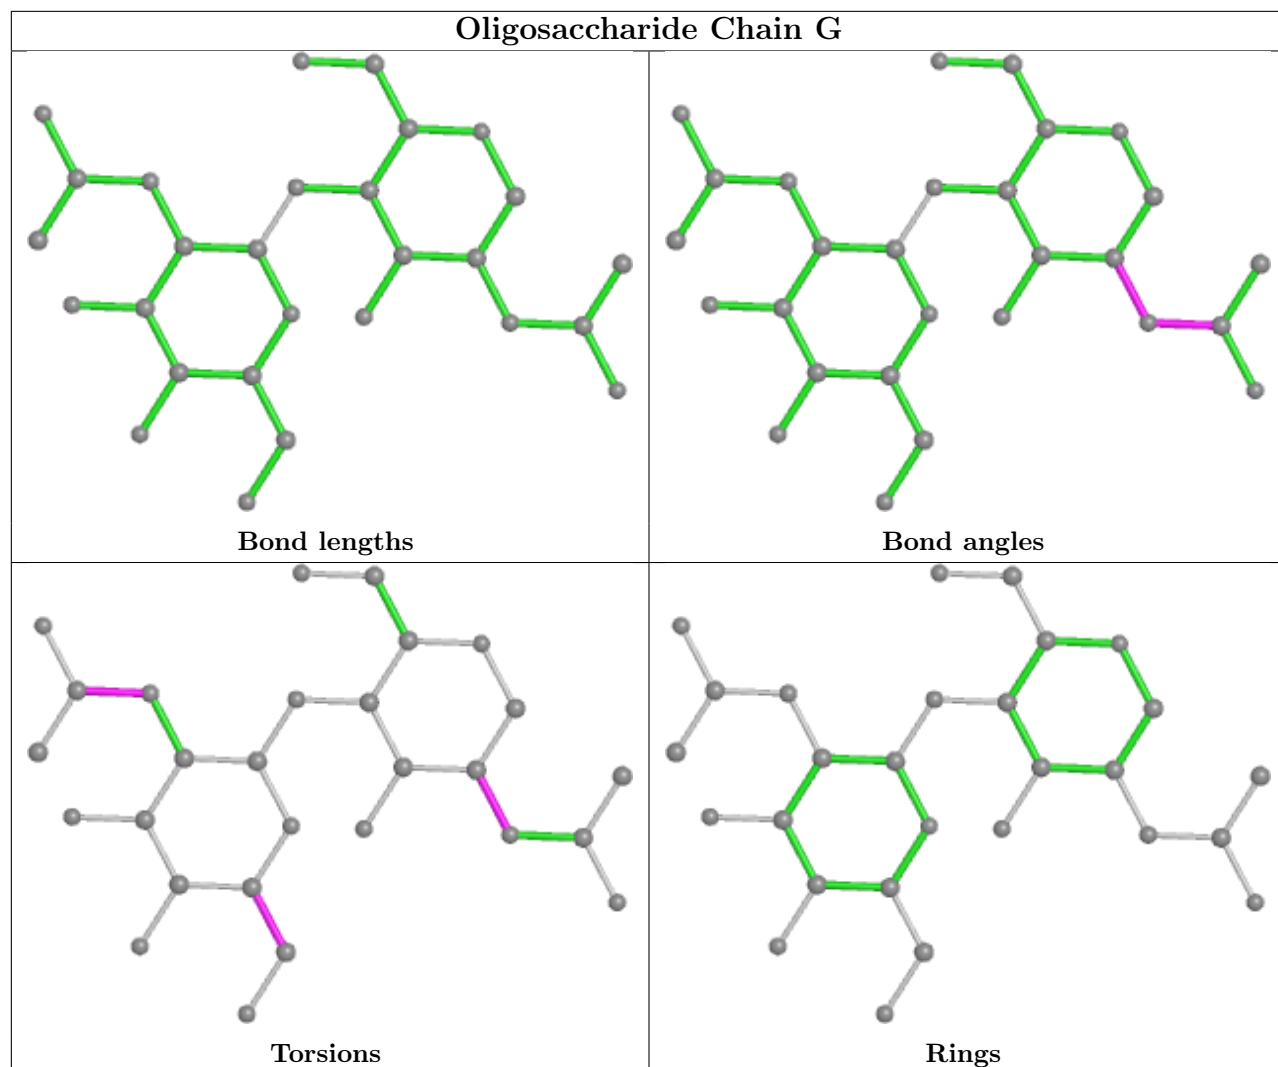 Oligosaccharide Chain G
Bond lengths
Bond angles
Torsions
Rings